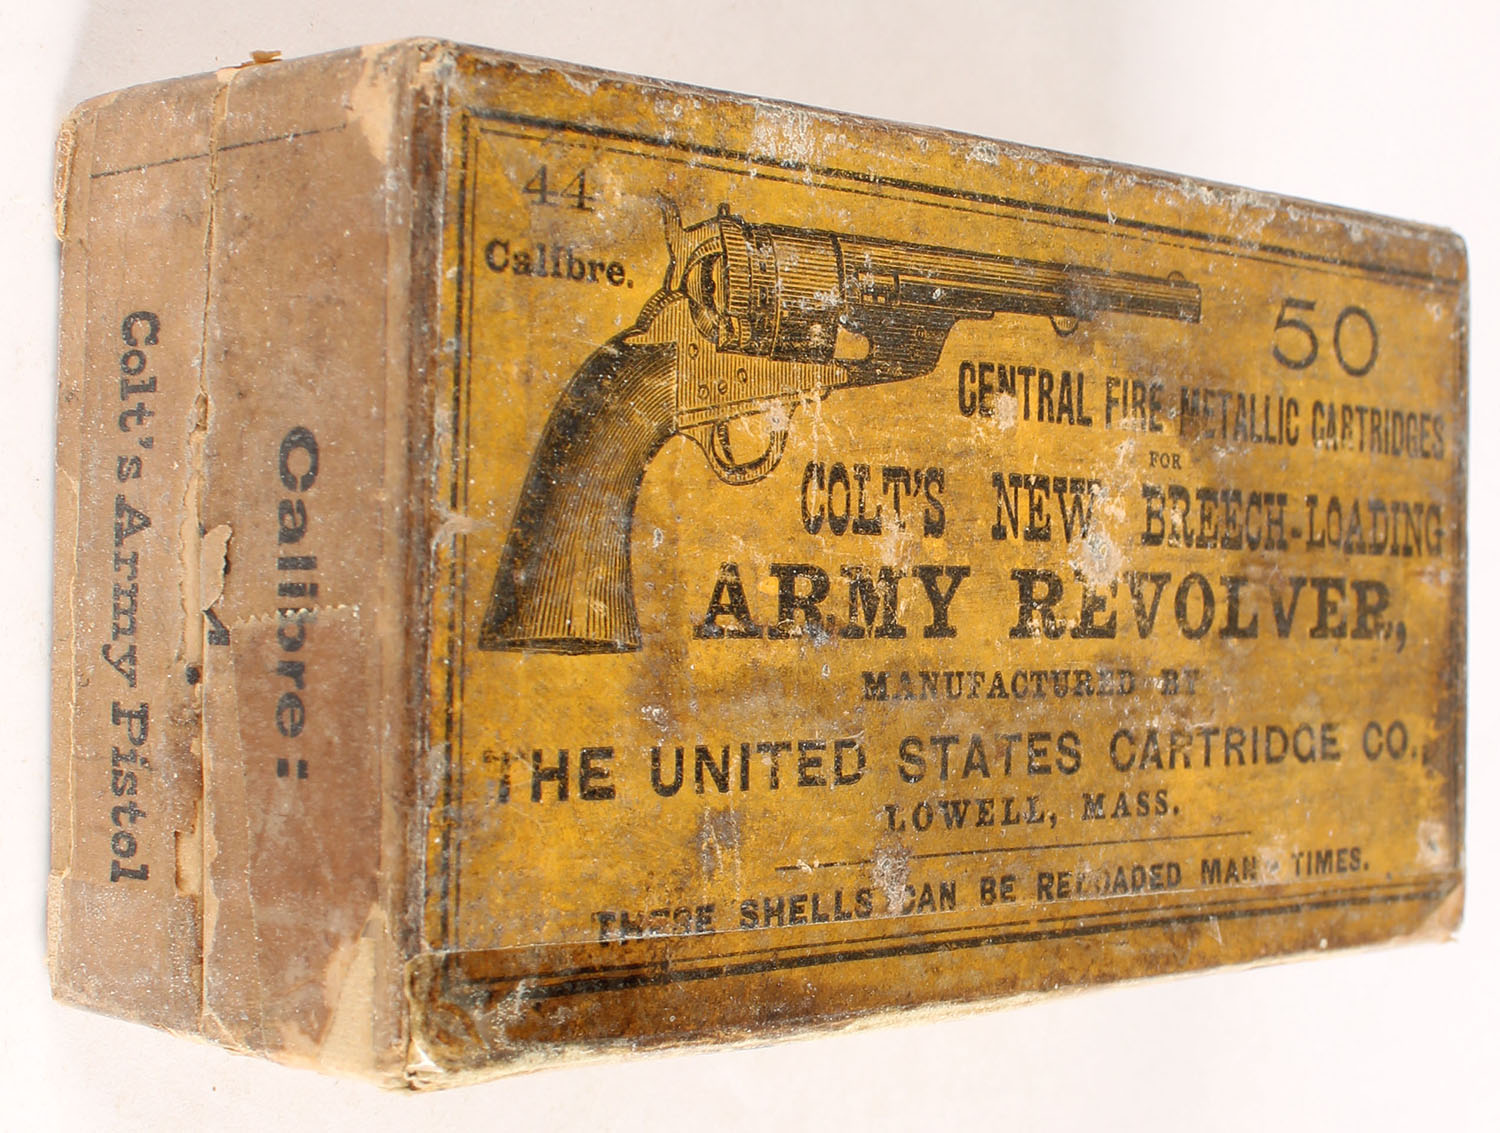 44
Calibre.
50
CENTRAL FIRE METALLIC CARTRIDGES
FOR
COLT'S NEW BREECH-LOADING
ARMY REVOLVER,
MANUFACTURED BY
THE UNITED STATES CARTRIDGE CO.,
LOWELL, MASS.
THESE SHELLS CAN BE RELOADED MANY TIMES.
Calibre:
Colt's Army Pistol